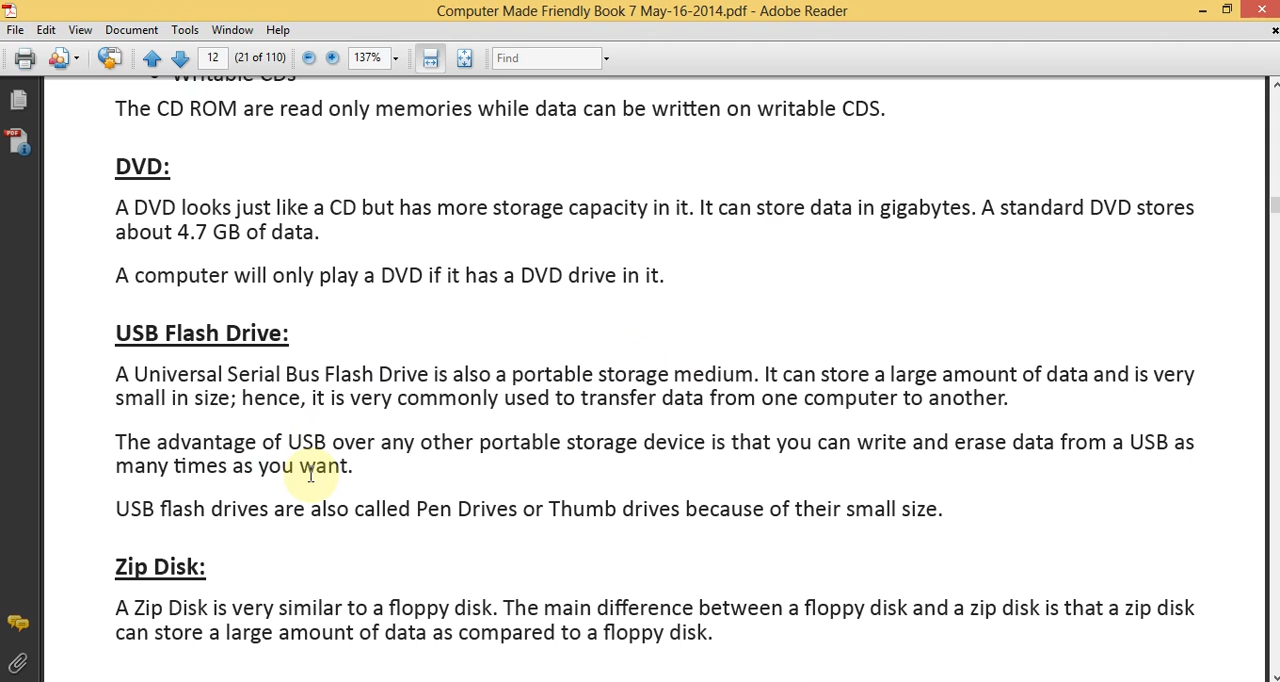 Computer Made Friendly Book 7 May-16-2014.pdf - Adobe Reader
File Edit View Document Tools Window Help
12 (21 of 110) 137% Find
Writable CDs
The CD ROM are read only memories while data can be written on writable CDS.
DVD:
A DVD looks just like a CD but has more storage capacity in it. It can store data in gigabytes. A standard DVD stores
about 4.7 GB of data.
A computer will only play a DVD if it has a DVD drive in it.
USB Flash Drive:
A Universal Serial Bus Flash Drive is also a portable storage medium. It can store a large amount of data and is very
small in size; hence, it is very commonly used to transfer data from one computer to another.
The advantage of USB over any other portable storage device is that you can write and erase data from a USB as
many times as you want.
USB flash drives are also called Pen Drives or Thumb drives because of their small size.
Zip Disk:
A Zip Disk is very similar to a floppy disk. The main difference between a floppy disk and a zip disk is that a zip disk
can store a large amount of data as compared to a floppy disk.